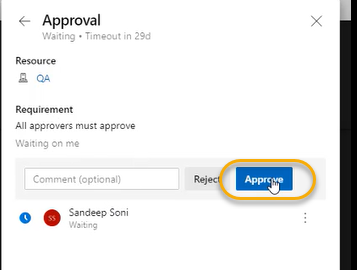 Approval
Waiting • Timeout in 29d
Resource
QA
Requirement
All approvers must approve
Waiting on me
Comment (optional)
Reject
Approve
SS
Sandeep Soni
Waiting